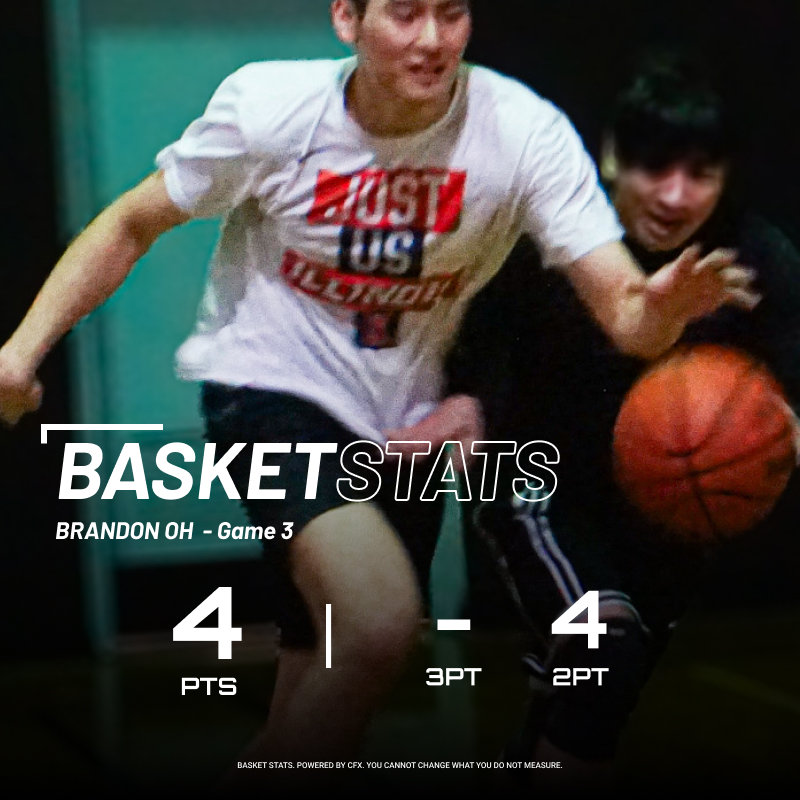 JUST
US
ILLINOIS
BASKETSTATS
BRANDON OH - Game 3
4 | - 4
PTS 3PT 2PT
BASKET STATS. POWERED BY CFX. YOU CANNOT CHANGE WHAT YOU DO NOT MEASURE.